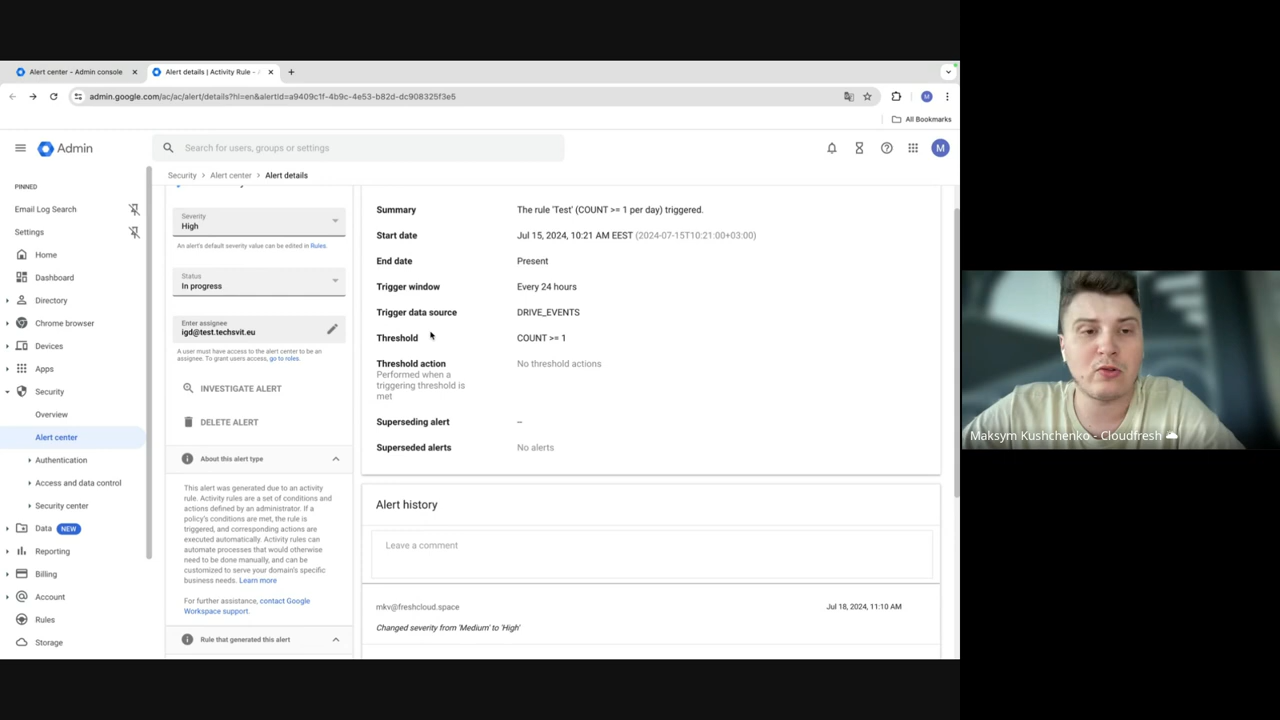 Alert center - Admin console
Alert details | Activity Rule -
admin.google.com/ac/ac/alert/details?hl=en&alertId=a9409c1f-4b9c-4e53-b82d-dc908325f3e5
All Bookmarks
Admin
Search for users, groups or settings
M
Security > Alert center > Alert details
PINNED
Email Log Search
Settings
Home
Dashboard
Directory
Chrome browser
Devices
Apps
Security
Overview
Alert center
Authentication
Access and data control
Security center
Data NEW
Reporting
Billing
Account
Rules
Storage
Severity
High
An alert's default severity value can be edited in Rules.
Status
In progress
Enter assignee
igd@test.techsvit.eu
A user must have access to the alert center to be an
assignee. To grant users access, go to roles.
INVESTIGATE ALERT
DELETE ALERT
About this alert type
This alert was generated due to an activity
rule. Activity rules are a set of conditions and
actions defined by an administrator. If a
policy's conditions are met, the rule is
triggered, and corresponding actions are
executed automatically. Activity rules can
automate processes that would otherwise
need to be done manually, and can be
customized to serve your domain's specific
business needs. Learn more
For further assistance, contact Google
Workspace support.
Rule that generated this alert
Summary The rule 'Test' (COUNT >= 1 per day) triggered.
Start date Jul 15, 2024, 10:21 AM EEST (2024-07-15T10:21:00+03:00)
End date Present
Trigger window Every 24 hours
Trigger data source DRIVE_EVENTS
Threshold COUNT >= 1
Threshold action No threshold actions
Performed when a
triggering threshold is
met
Superseding alert –
Superseded alerts No alerts
Alert history
Leave a comment
mkv@freshcloud.space Jul 18, 2024, 11:10 AM
Changed severity from 'Medium' to 'High'
Maksym Kushchenko - Cloudfresh